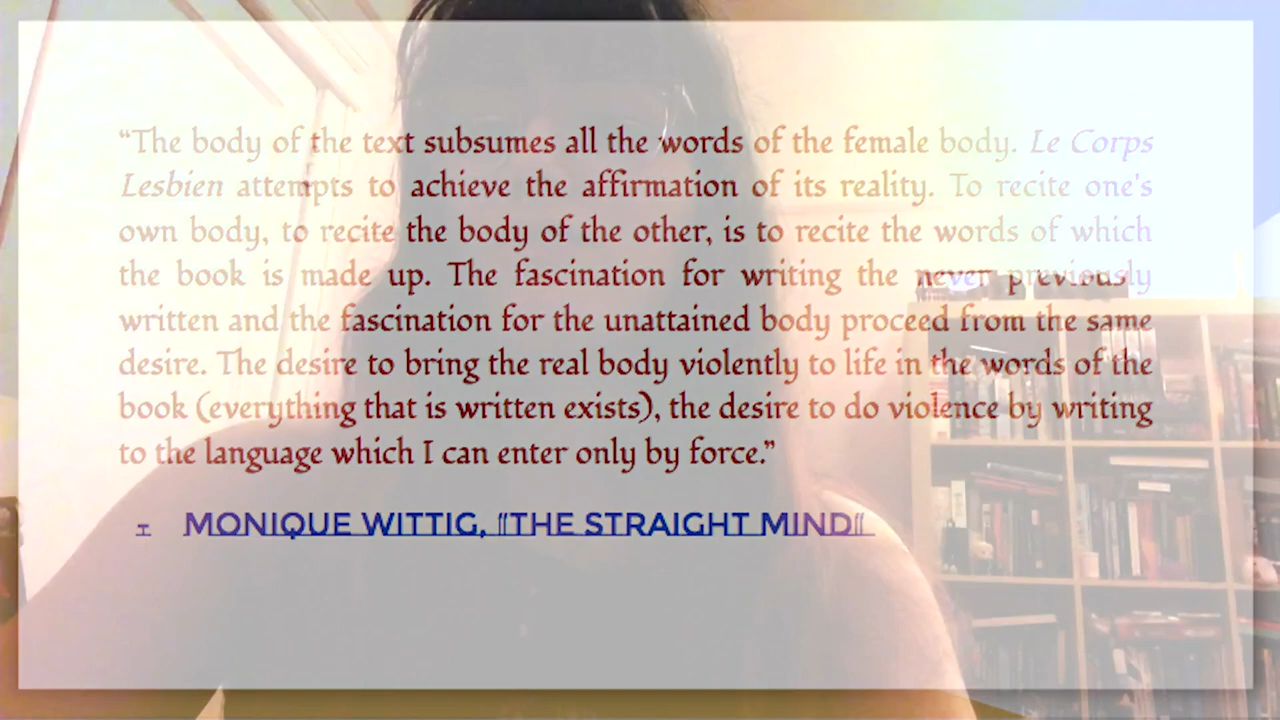 “The body of the text subsumes all the words of the female body. Le Corps
Lesbien attempts to achieve the affirmation of its reality. To recite one's
own body, to recite the body of the other, is to recite the words of which
the book is made up. The fascination for writing the never previously
written and the fascination for the unattained body proceed from the same
desire. The desire to bring the real body violently to life in the words of the
book (everything that is written exists), the desire to do violence by writing
to the language which I can enter only by force.”
MONIQUE WITTIG, "THE STRAIGHT MIND"